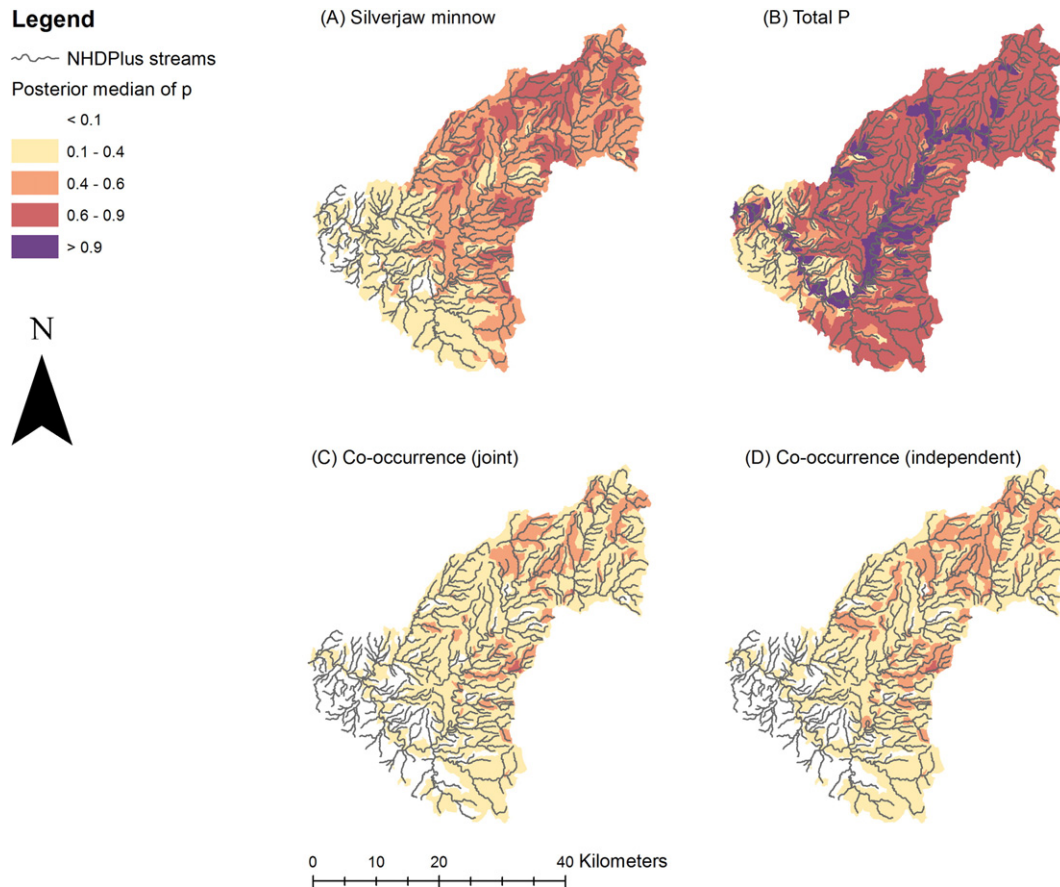 Legend
NHDPlus streams
Posterior median of p
< 0.1
0.1 - 0.4
0.4 - 0.6
0.6 - 0.9
> 0.9
N
(A) Silverjaw minnow
(B) Total P
(C) Co-occurrence (joint)
(D) Co-occurrence (independent)
0 10 20 40 Kilometers